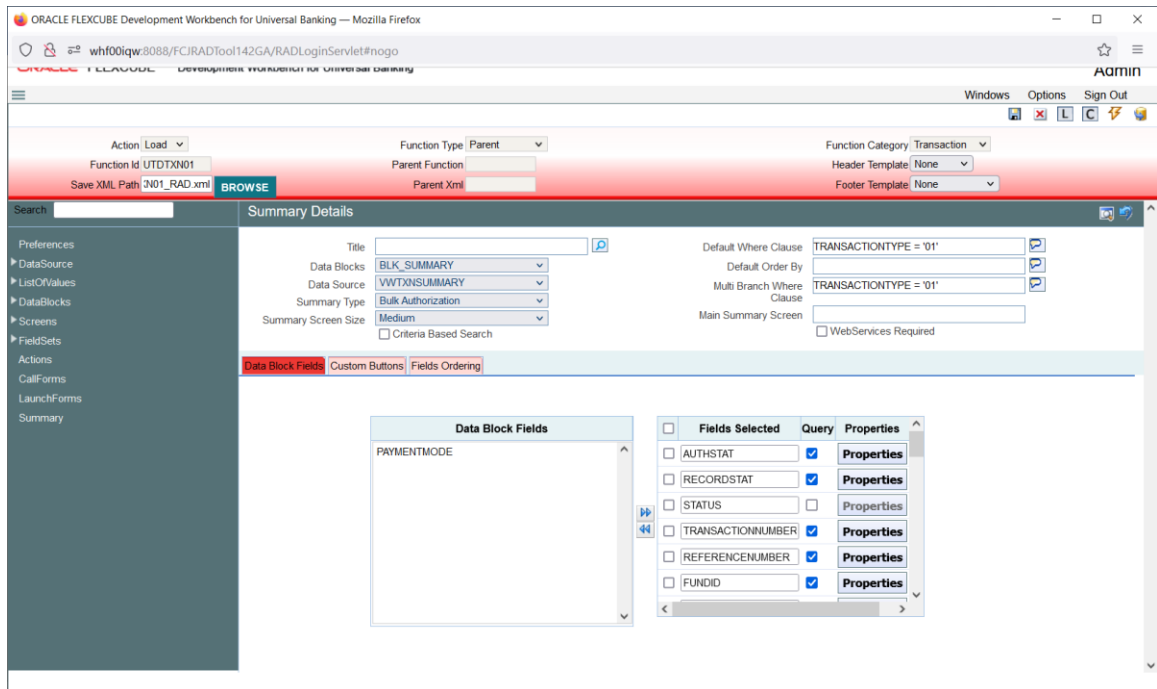 ORACLE FLEXCUBE Development Workbench for Universal Banking — Mozilla Firefox
whf00iqw:8088/FCJRADTool142GA/RADLoginServlet#nogo
ORACLE FLEXCUBE Development Workbench for Universal Banking Admin
Windows Options Sign Out
L C
Action Load Function Type Parent Function Category Transaction
Function Id UTDTXN01 Parent Function Header Template None
Save XML Path N01_RAD.xml BROWSE Parent Xml Footer Template None
Search Summary Details
Preferences
DataSource
ListOfValues
DataBlocks
Screens
FieldSets
Actions
CallForms
LaunchForms
Summary
Title Default Where Clause TRANSACTIONTYPE = '01'
Data Blocks BLK_SUMMARY Default Order By
Data Source VWTXNSUMMARY Multi Branch Where Clause TRANSACTIONTYPE = '01'
Summary Type Bulk Authorization Main Summary Screen
Summary Screen Size Medium WebServices Required
Criteria Based Search
Data Block Fields Custom Buttons Fields Ordering
Data Block Fields Fields Selected Query Properties
PAYMENTMODE AUTHSTAT Properties
RECORDSTAT Properties
STATUS Properties
TRANSACTIONNUMBER Properties
REFERENCENUMBER Properties
FUNDID Properties